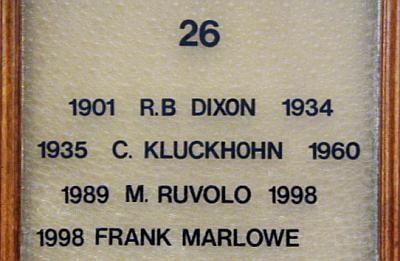 26
1901 R.B DIXON 1934
1935 C. KLUCKHOHN 1960
1989 M. RUVOLO 1998
1998 FRANK MARLOWE